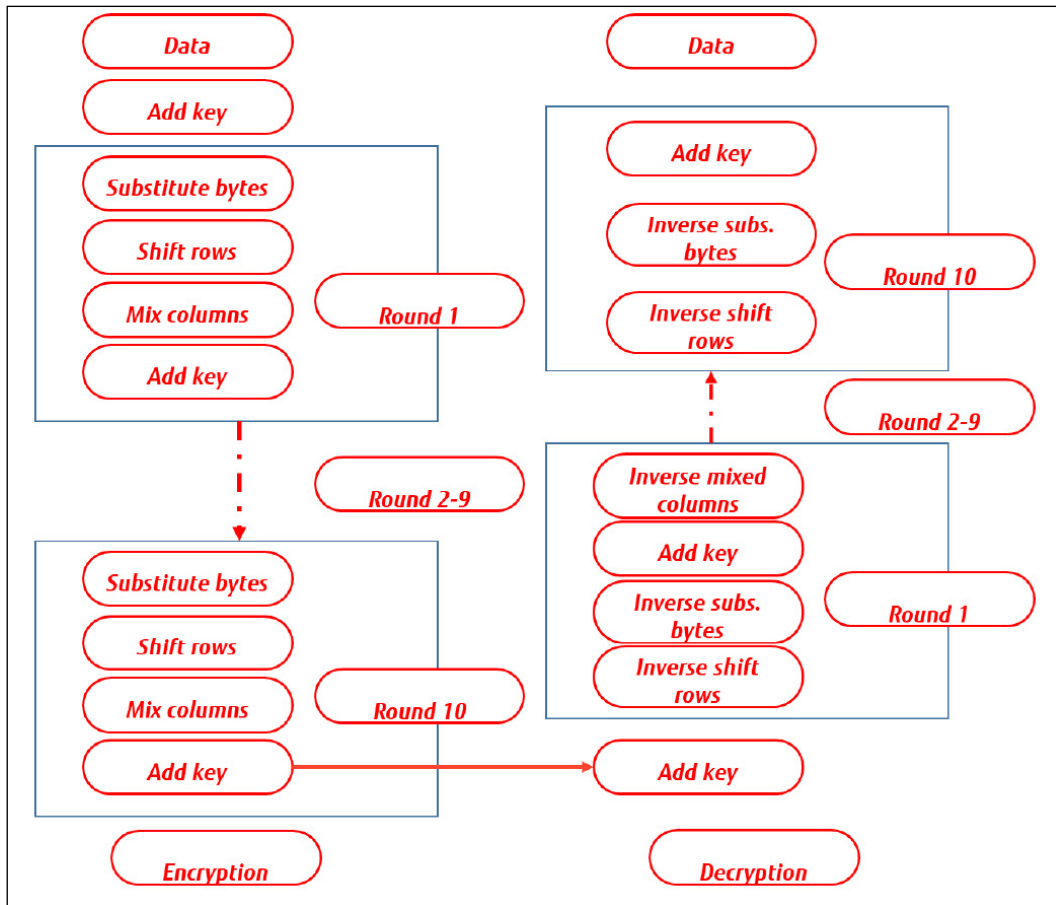 Data
Add key
Substitute bytes
Shift rows
Mix columns
Add key
Round 1
Round 2-9
Substitute bytes
Shift rows
Mix columns
Add key
Round 10
Encryption
Data
Add key
Inverse subs.
bytes
Inverse shift
rows
Round 10
Round 2-9
Inverse mixed
columns
Add key
Inverse subs.
bytes
Inverse shift
rows
Round 1
Add key
Decryption